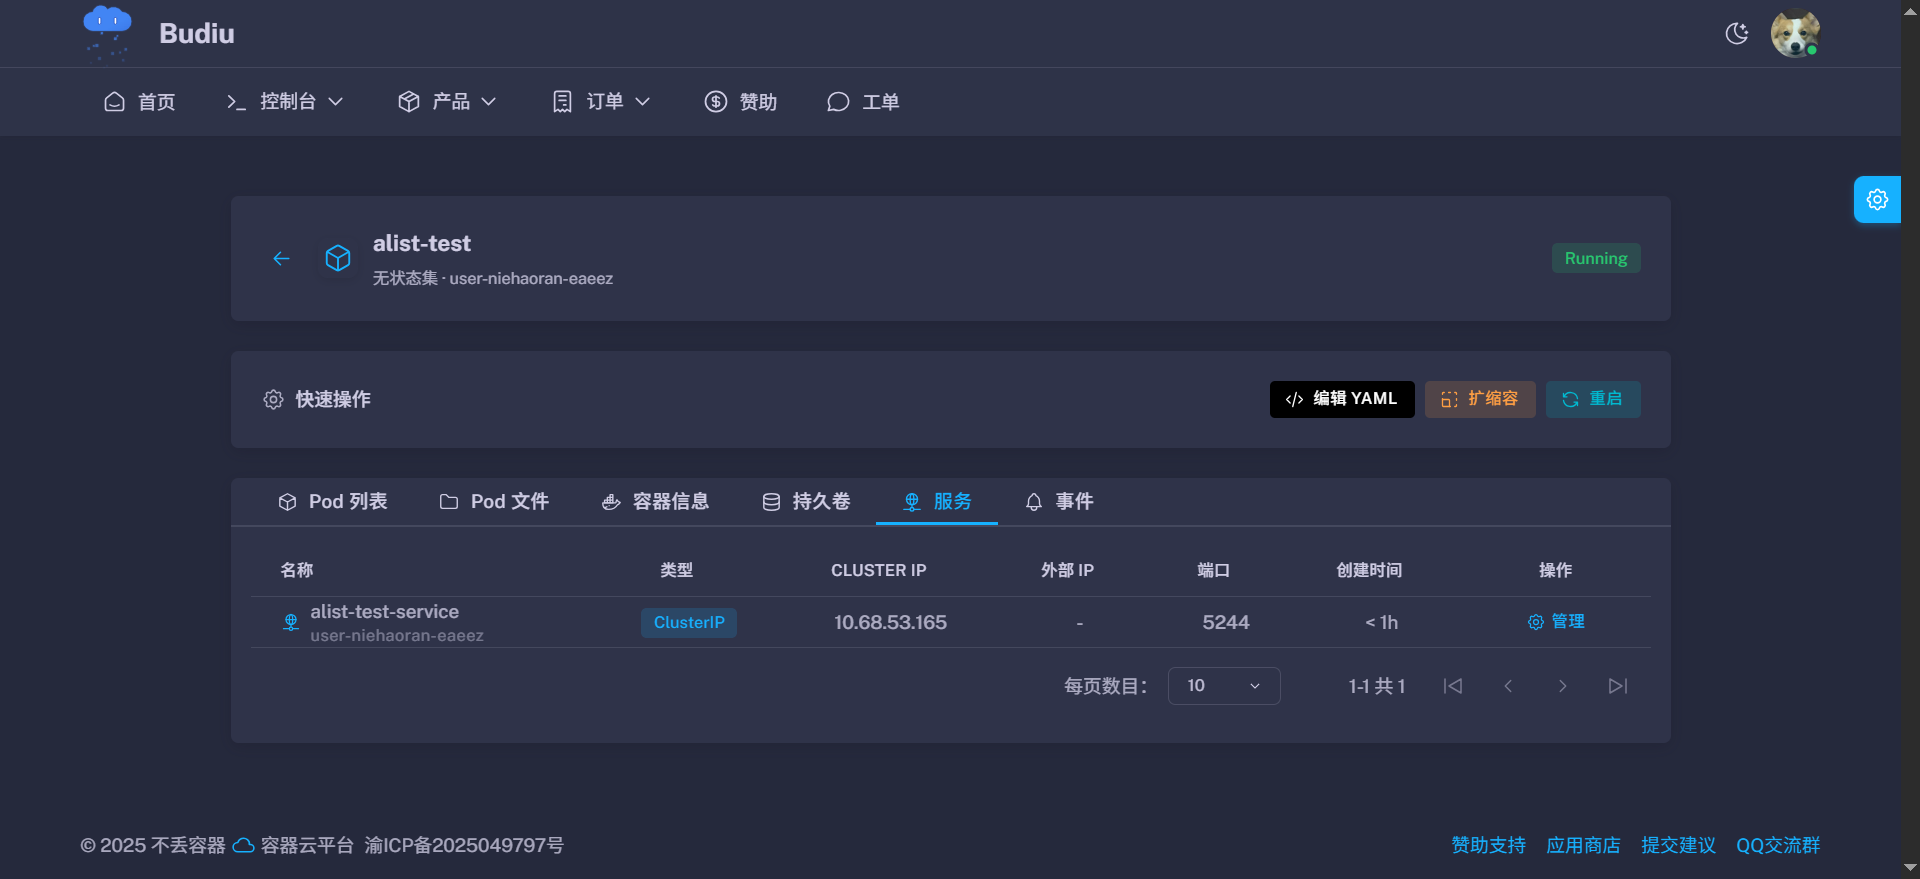 Budiu
首页
控制台
产品
订单
赞助
工单
alist-test
无状态集 · user-niehaoran-eaeez
Running
快速操作
编辑 YAML
扩缩容
重启
Pod 列表
Pod 文件
容器信息
持久卷
服务
事件
名称 类型 CLUSTER IP 外部 IP 端口 创建时间 操作
alist-test-service ClusterIP 10.68.53.165 - 5244 < 1h 管理
user-niehaoran-eaeez
每页数目： 10 1-1 共 1
© 2025 不丢容器 容器云平台 渝ICP备2025049797号
赞助支持 应用商店 提交建议 QQ交流群